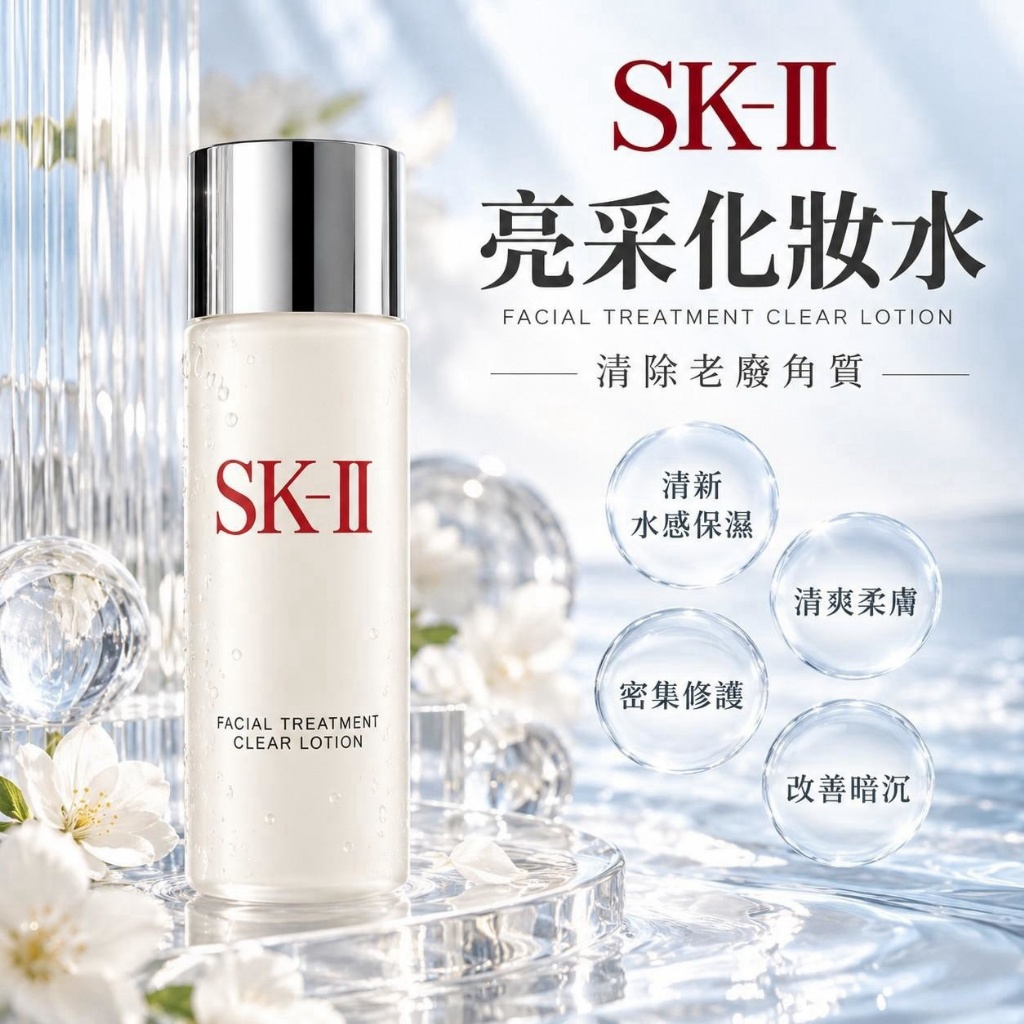 SK-II
亮采化妝水
FACIAL TREATMENT CLEAR LOTION
清除老廢角質
清新
水感保濕
清爽柔膚
密集修護
改善暗沉
SK-II
FACIAL TREATMENT
CLEAR LOTION